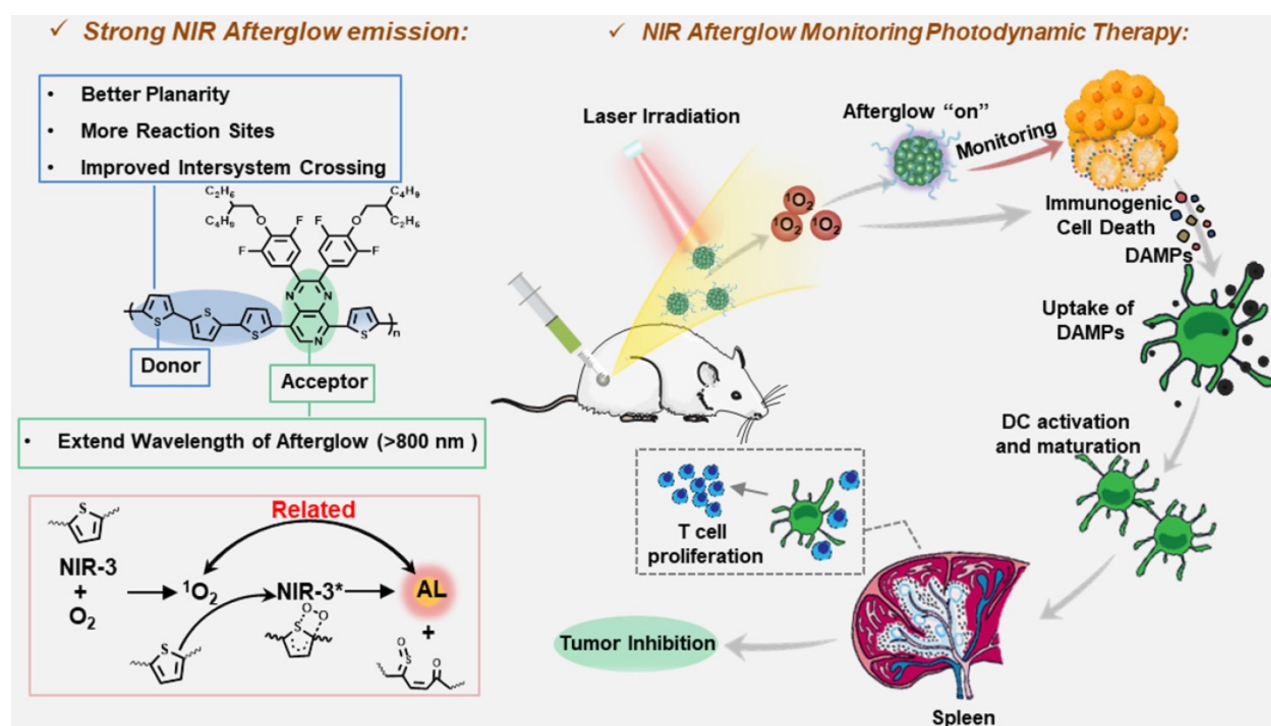 ✓ Strong NIR Afterglow emission:
• Better Planarity
• More Reaction Sites
• Improved Intersystem Crossing
C₂H₅
C₄H₉
C₄H₉
C₂H₅
O
F
F
O
F
F
N
N
N
S
S
S
S
n
Donor
Acceptor
• Extend Wavelength of Afterglow (>800 nm )
Related
S
NIR-3
+
O₂
¹O₂
NIR-3*
AL
S
O
O
S
+
O
S
O
✓ NIR Afterglow Monitoring Photodynamic Therapy:
Laser Irradiation
Afterglow “on”
Monitoring
¹O₂
¹O₂
¹O₂
Immunogenic
Cell Death
DAMPs
Uptake of
DAMPs
DC activation
and maturation
T cell
proliferation
Spleen
Tumor Inhibition